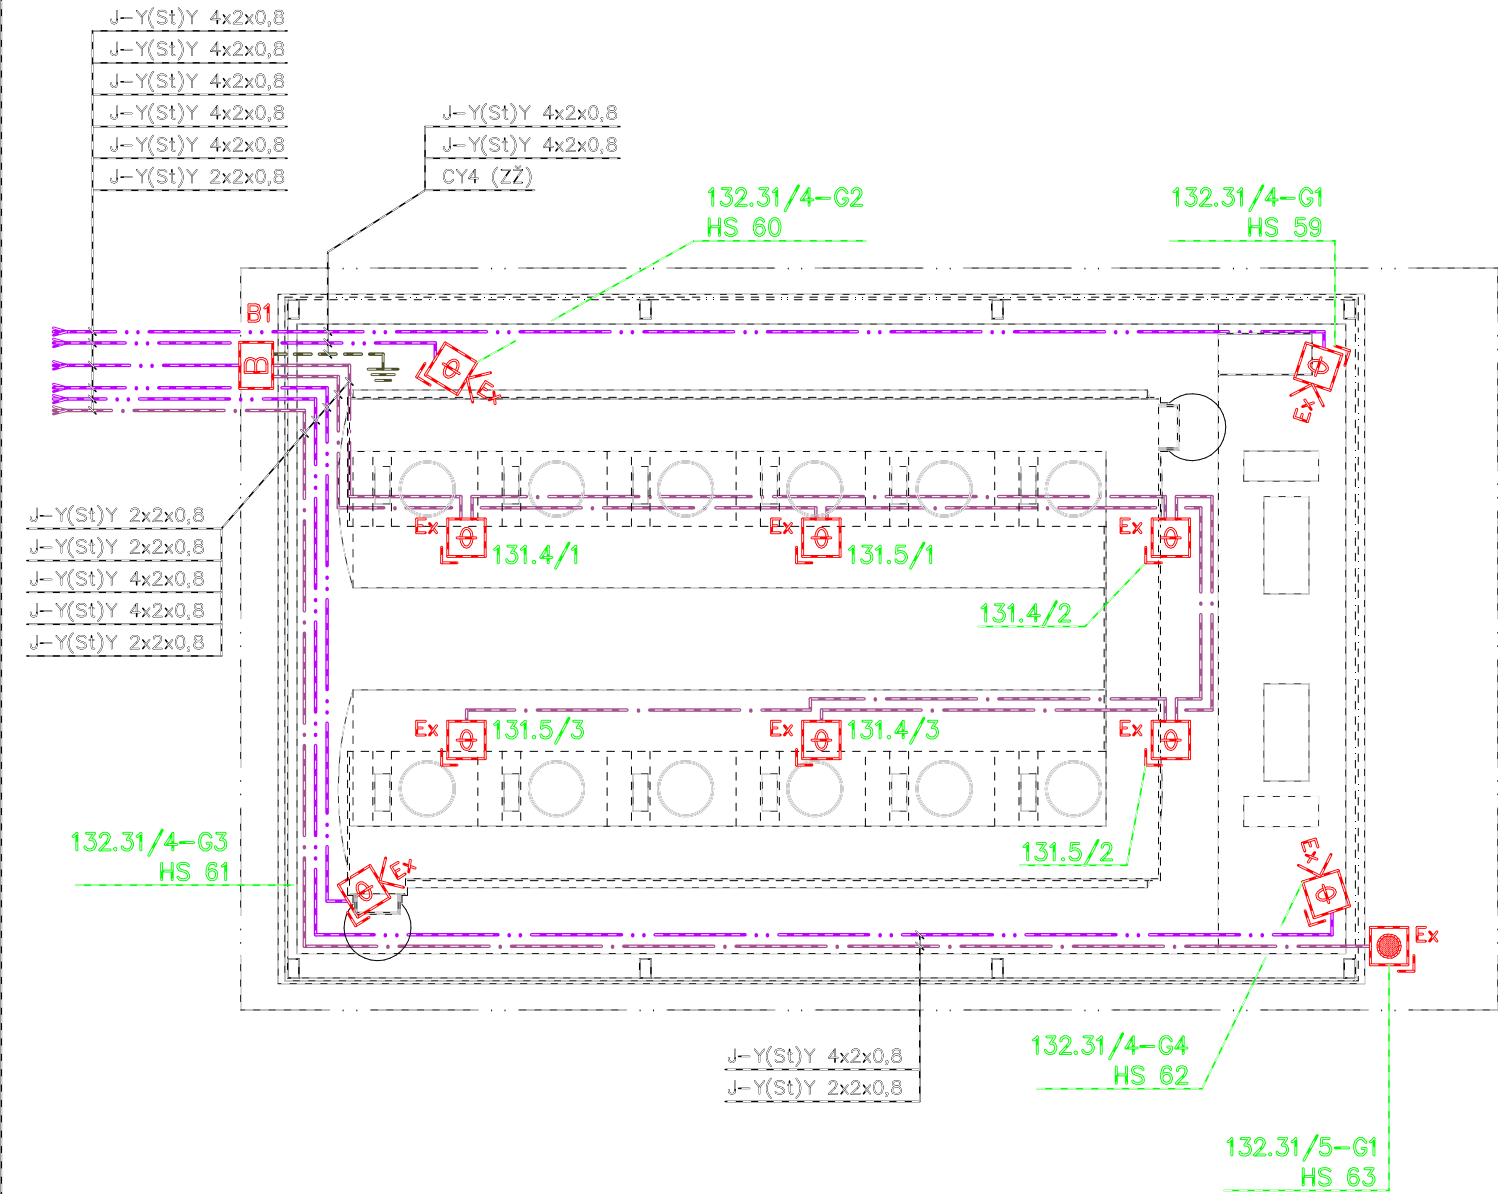 J-Y(St)Y 4x2x0,8
J-Y(St)Y 4x2x0,8
J-Y(St)Y 4x2x0,8
J-Y(St)Y 4x2x0,8
J-Y(St)Y 4x2x0,8
J-Y(St)Y 2x2x0,8
J-Y(St)Y 4x2x0,8
J-Y(St)Y 4x2x0,8
CY4 (ZŽ)
132.31/4-G2
HS 60
132.31/4-G1
HS 59
B1
B
Ex
Ex
J-Y(St)Y 2x2x0,8
J-Y(St)Y 2x2x0,8
J-Y(St)Y 4x2x0,8
J-Y(St)Y 4x2x0,8
J-Y(St)Y 2x2x0,8
Ex
131.4/1
Ex
131.5/1
Ex
131.4/2
Ex
131.5/3
Ex
131.4/3
Ex
131.5/2
132.31/4-G3
HS 61
Ex
Ex
Ex
J-Y(St)Y 4x2x0,8
J-Y(St)Y 2x2x0,8
132.31/4-G4
HS 62
132.31/5-G1
HS 63